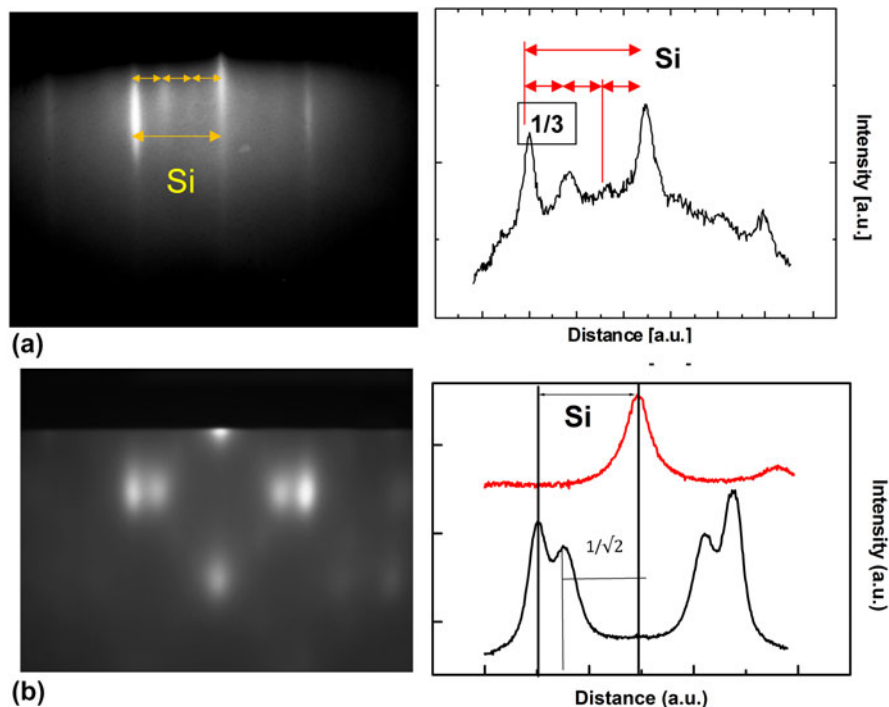 Si
Si
1/3
Intensity [a.u.]
Distance [a.u.]
(a)
Si
1/√2
Intensity (a.u.)
Distance (a.u.)
(b)